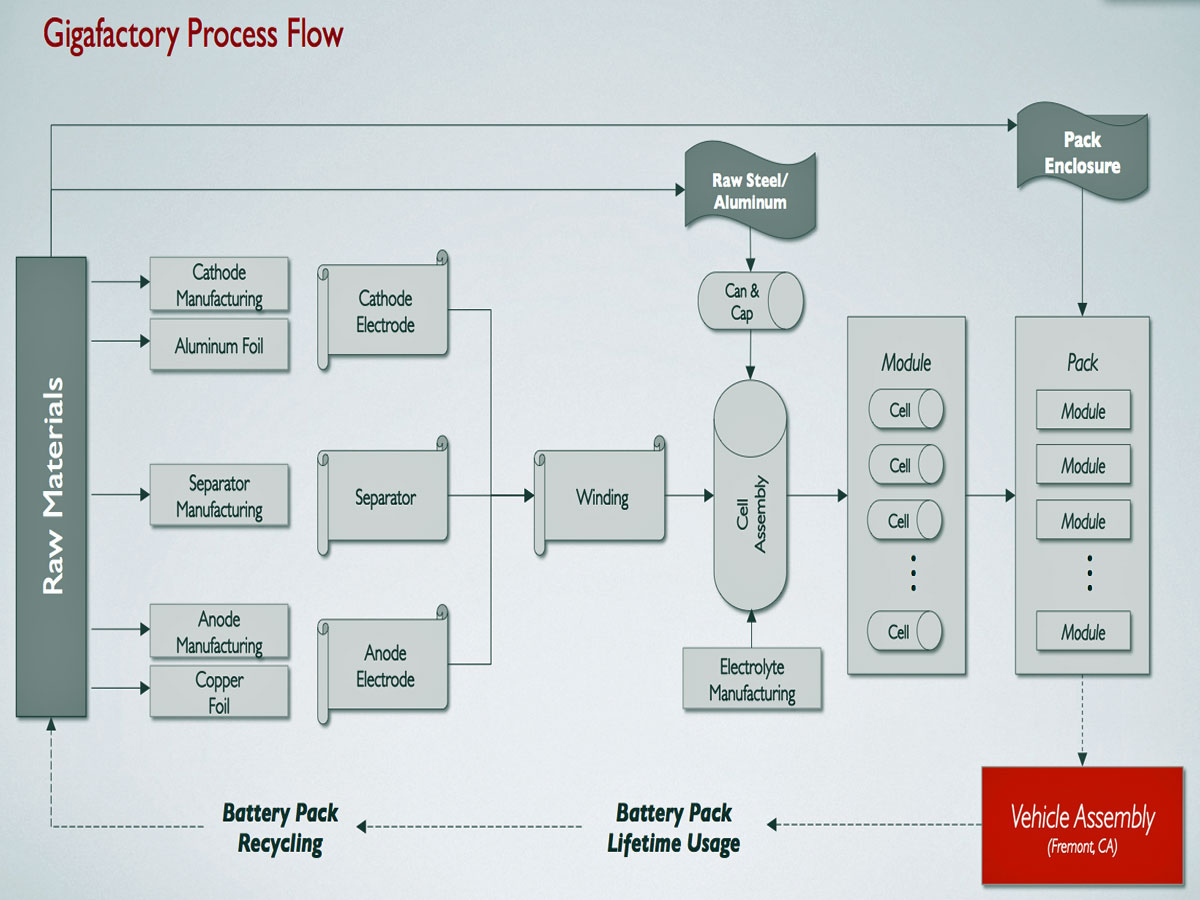 Gigafactory Process Flow
Pack
Enclosure
Raw Steel/
Aluminum
Raw Materials
Cathode
Manufacturing
Aluminum Foil
Cathode
Electrode
Can &
Cap
Separator
Manufacturing
Separator
Winding
Cell
Assembly
Module
Cell
Cell
Cell
Cell
Pack
Module
Module
Module
Module
Anode
Manufacturing
Copper
Foil
Anode
Electrode
Electrolyte
Manufacturing
Battery Pack
Recycling
Battery Pack
Lifetime Usage
Vehicle Assembly
(Fremont, CA)